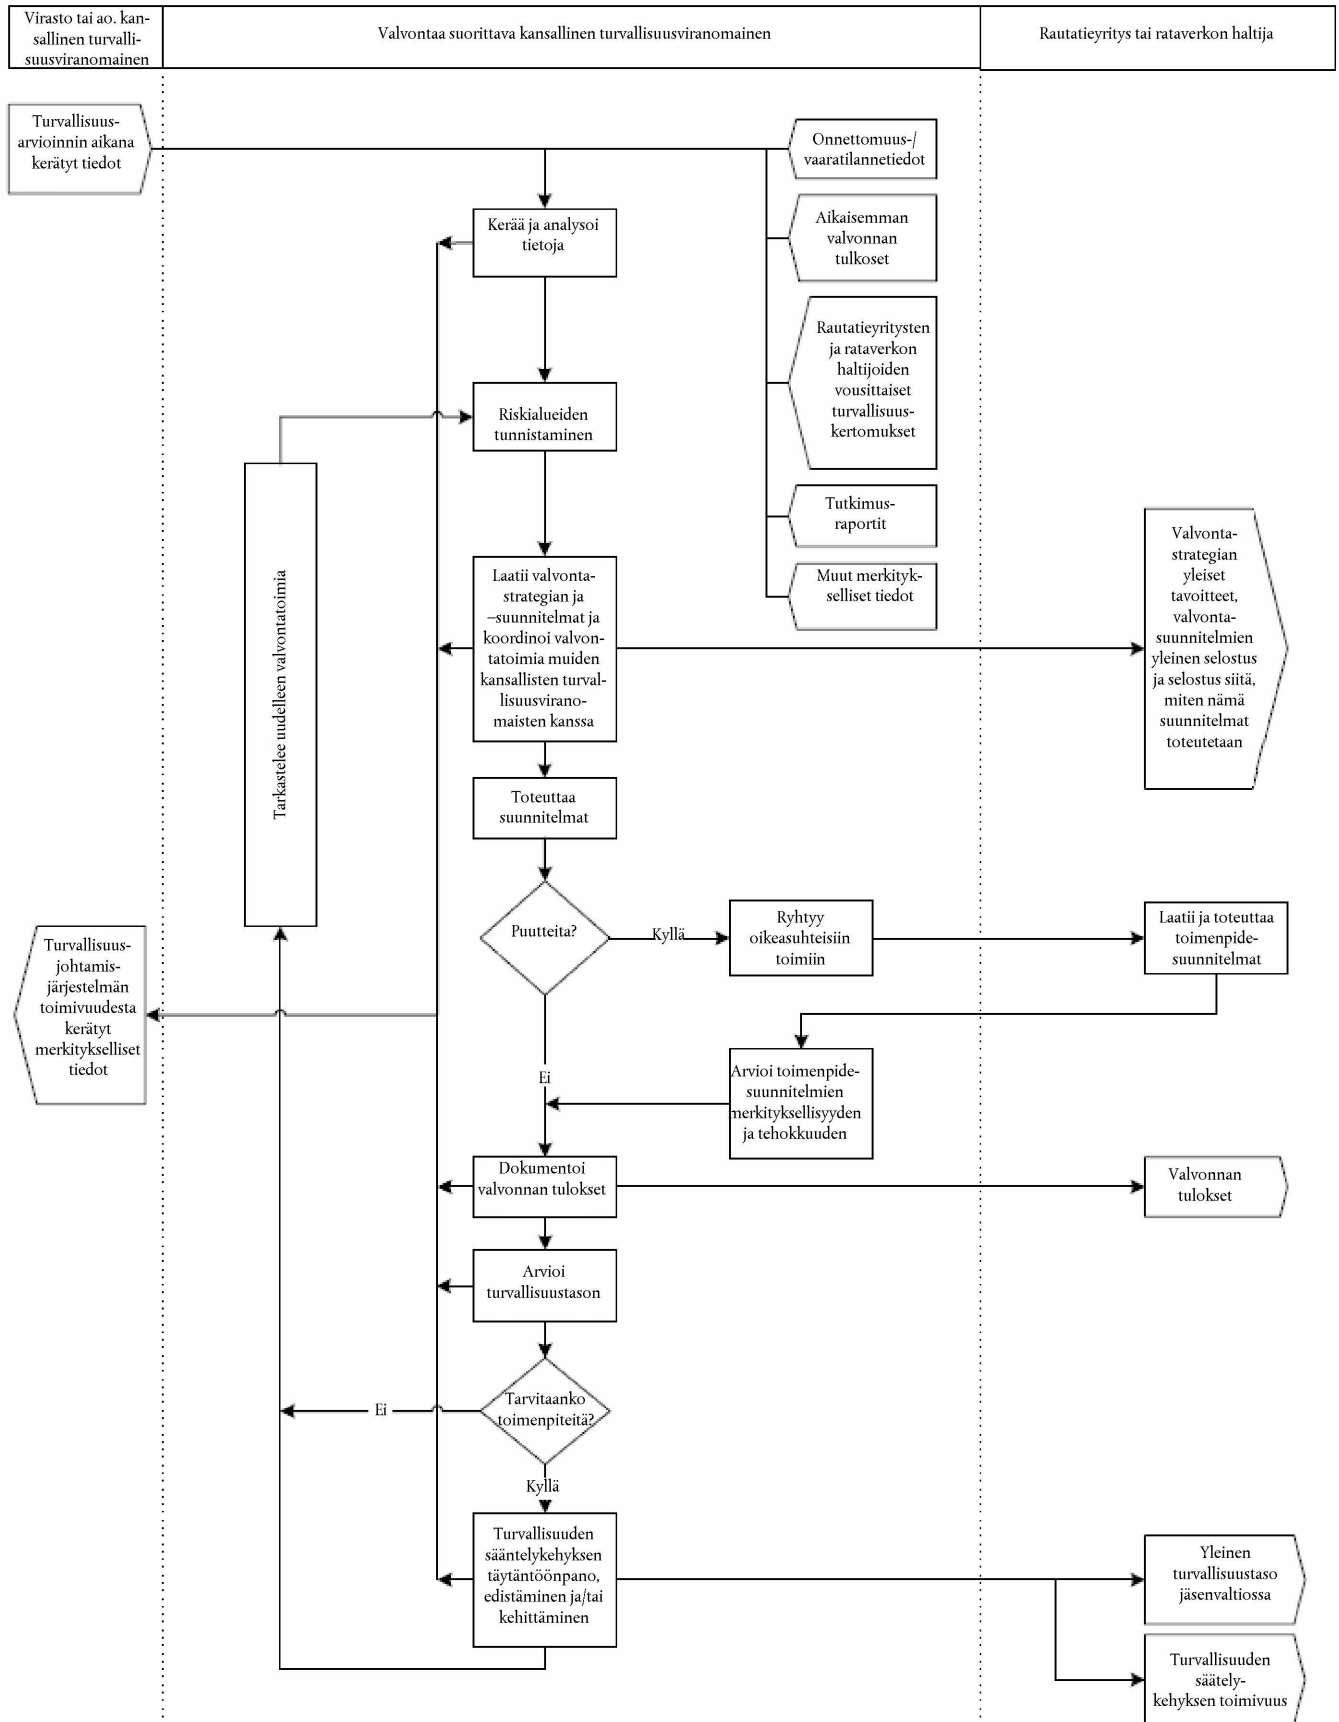 Virasto tai ao. kan-
sallinen turvalli-
suusviranomainen
Valvontaa suorittava kansallinen turvallisuusviranomainen
Rautatieyritys tai rataverkon haltija
Turvallisuus-
arvioinnin aikana
kerätyt tiedot
Onnettomuus-/
vaaratilannetiedot
Kerää ja analysoi
tietoja
Aikaisemman
valvonnan
tulkoset
Rautatieyritysten
ja rataverkon
haltijoiden
vousittaiset
turvallisuus-
kertomukset
Riskialueiden
tunnistaminen
Tutkimus-
raportit
Muut merkityk-
selliset tiedot
Laatii valvonta-
strategian ja
–suunnitelmat ja
koordinoi valvon-
tatoimia muiden
kansallisten turval-
lisuusvirano-
maisten kanssa
Valvonta-
strategian
yleiset
tavoitteet,
valvonta-
suunnitelmien
yleinen selostus
ja selostus siitä,
miten nämä
suunnitelmat
toteutetaan
Tarkastelee uudelleen valvontatoimia
Toteuttaa
suunnitelmat
Puutteita?
Kyllä
Ryhtyy
oikeasuhteisiin
toimiin
Laatii ja toteuttaa
toimenpide-
suunnitelmat
Turvallisuus-
johtamis-
järjestelmän
toimivuudesta
kerätyt
merkitykselliset
tiedot
Ei
Arvioi toimenpide-
suunnitelmien
merkityksellisyyden
ja tehokkuuden
Dokumentoi
valvonnan tulokset
Valvonnan
tulokset
Arvioi
turvallisuustason
Tarvitaanko
toimenpiteitä?
Ei
Kyllä
Turvallisuuden
sääntelykehyksen
täytäntöönpano,
edistäminen ja/tai
kehittäminen
Yleinen
turvallisuustaso
jäsenvaltiossa
Turvallisuuden
säätely-
kehyksen toimivuus